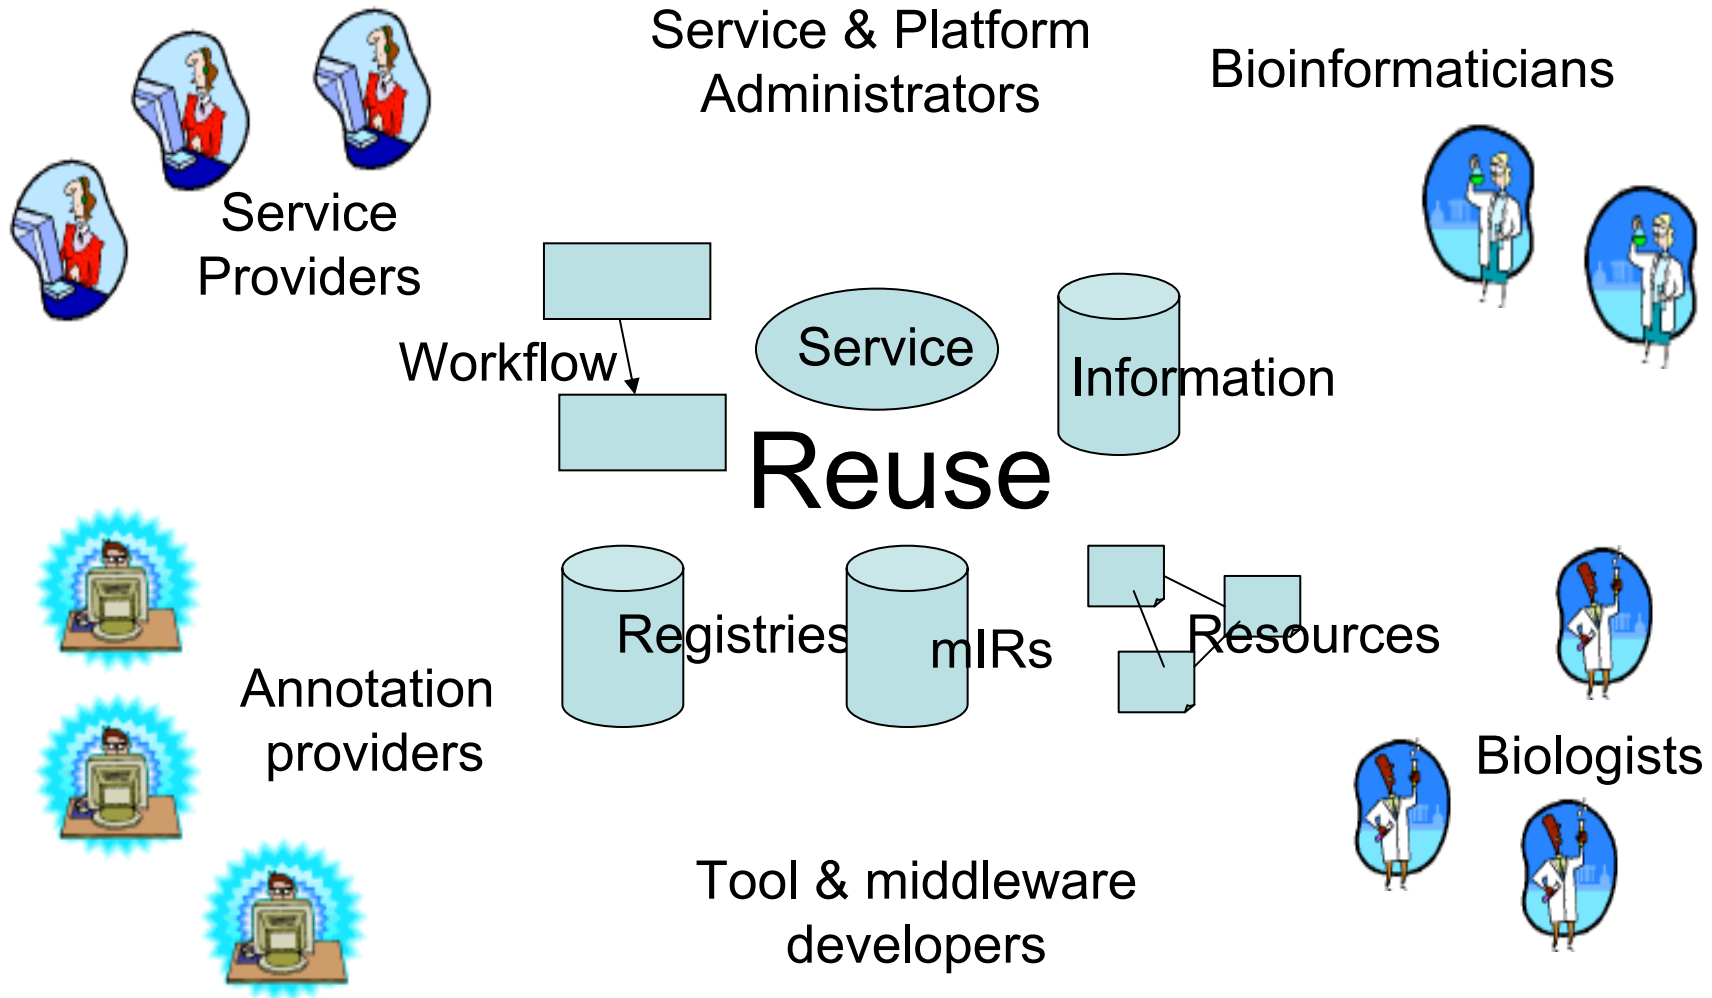 Service & Platform
Administrators
Bioinformaticians
Service
Providers
Workflow
Service
Information
Reuse
Registries
mIRs
Resources
Annotation
providers
Biologists
Tool & middleware
developers